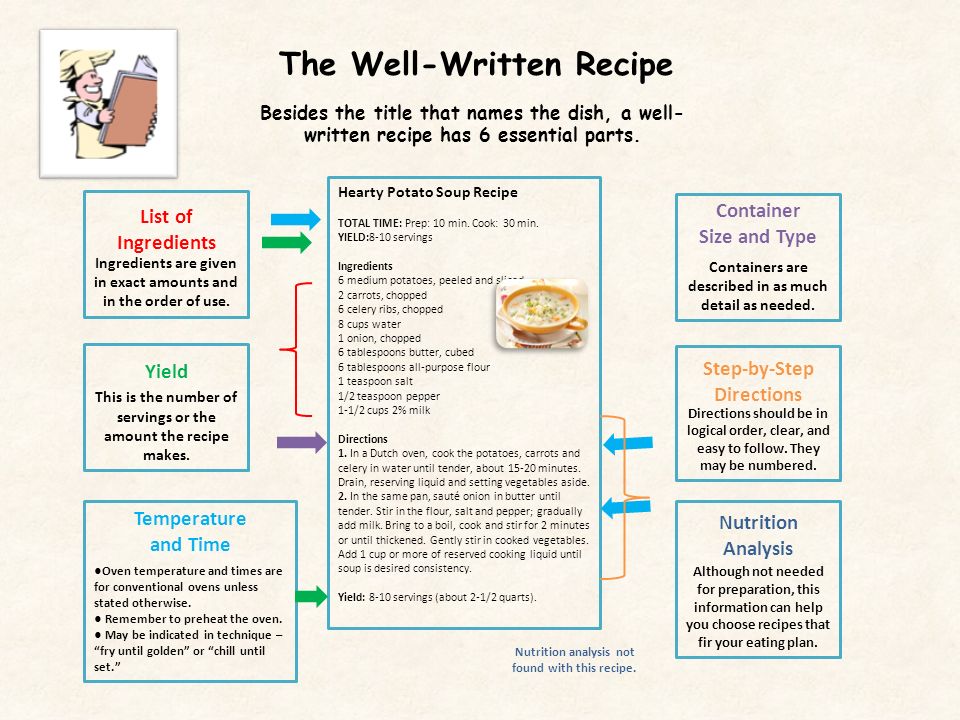 The Well-Written Recipe
Besides the title that names the dish, a well-
written recipe has 6 essential parts.
List of
Ingredients
Ingredients are given
in exact amounts and
in the order of use.
Yield
This is the number of
servings or the
amount the recipe
makes.
Temperature
and Time
●Oven temperature and times are
for conventional ovens unless
stated otherwise.
● Remember to preheat the oven.
● May be indicated in technique –
“fry until golden” or “chill until
set.”
Hearty Potato Soup Recipe
TOTAL TIME: Prep: 10 min. Cook: 30 min.
YIELD:8-10 servings
Ingredients
6 medium potatoes, peeled and sliced
2 carrots, chopped
6 celery ribs, chopped
8 cups water
1 onion, chopped
6 tablespoons butter, cubed
6 tablespoons all-purpose flour
1 teaspoon salt
1/2 teaspoon pepper
1-1/2 cups 2% milk
Directions
1. In a Dutch oven, cook the potatoes, carrots and
celery in water until tender, about 15-20 minutes.
Drain, reserving liquid and setting vegetables aside.
2. In the same pan, sauté onion in butter until
tender. Stir in the flour, salt and pepper; gradually
add milk. Bring to a boil, cook and stir for 2 minutes
or until thickened. Gently stir in cooked vegetables.
Add 1 cup or more of reserved cooking liquid until
soup is desired consistency.
Yield: 8-10 servings (about 2-1/2 quarts).
Container
Size and Type
Containers are
described in as much
detail as needed.
Step-by-Step
Directions
Directions should be in
logical order, clear, and
easy to follow. They
may be numbered.
Nutrition
Analysis
Although not needed
for preparation, this
information can help
you choose recipes that
fir your eating plan.
Nutrition analysis not
found with this recipe.